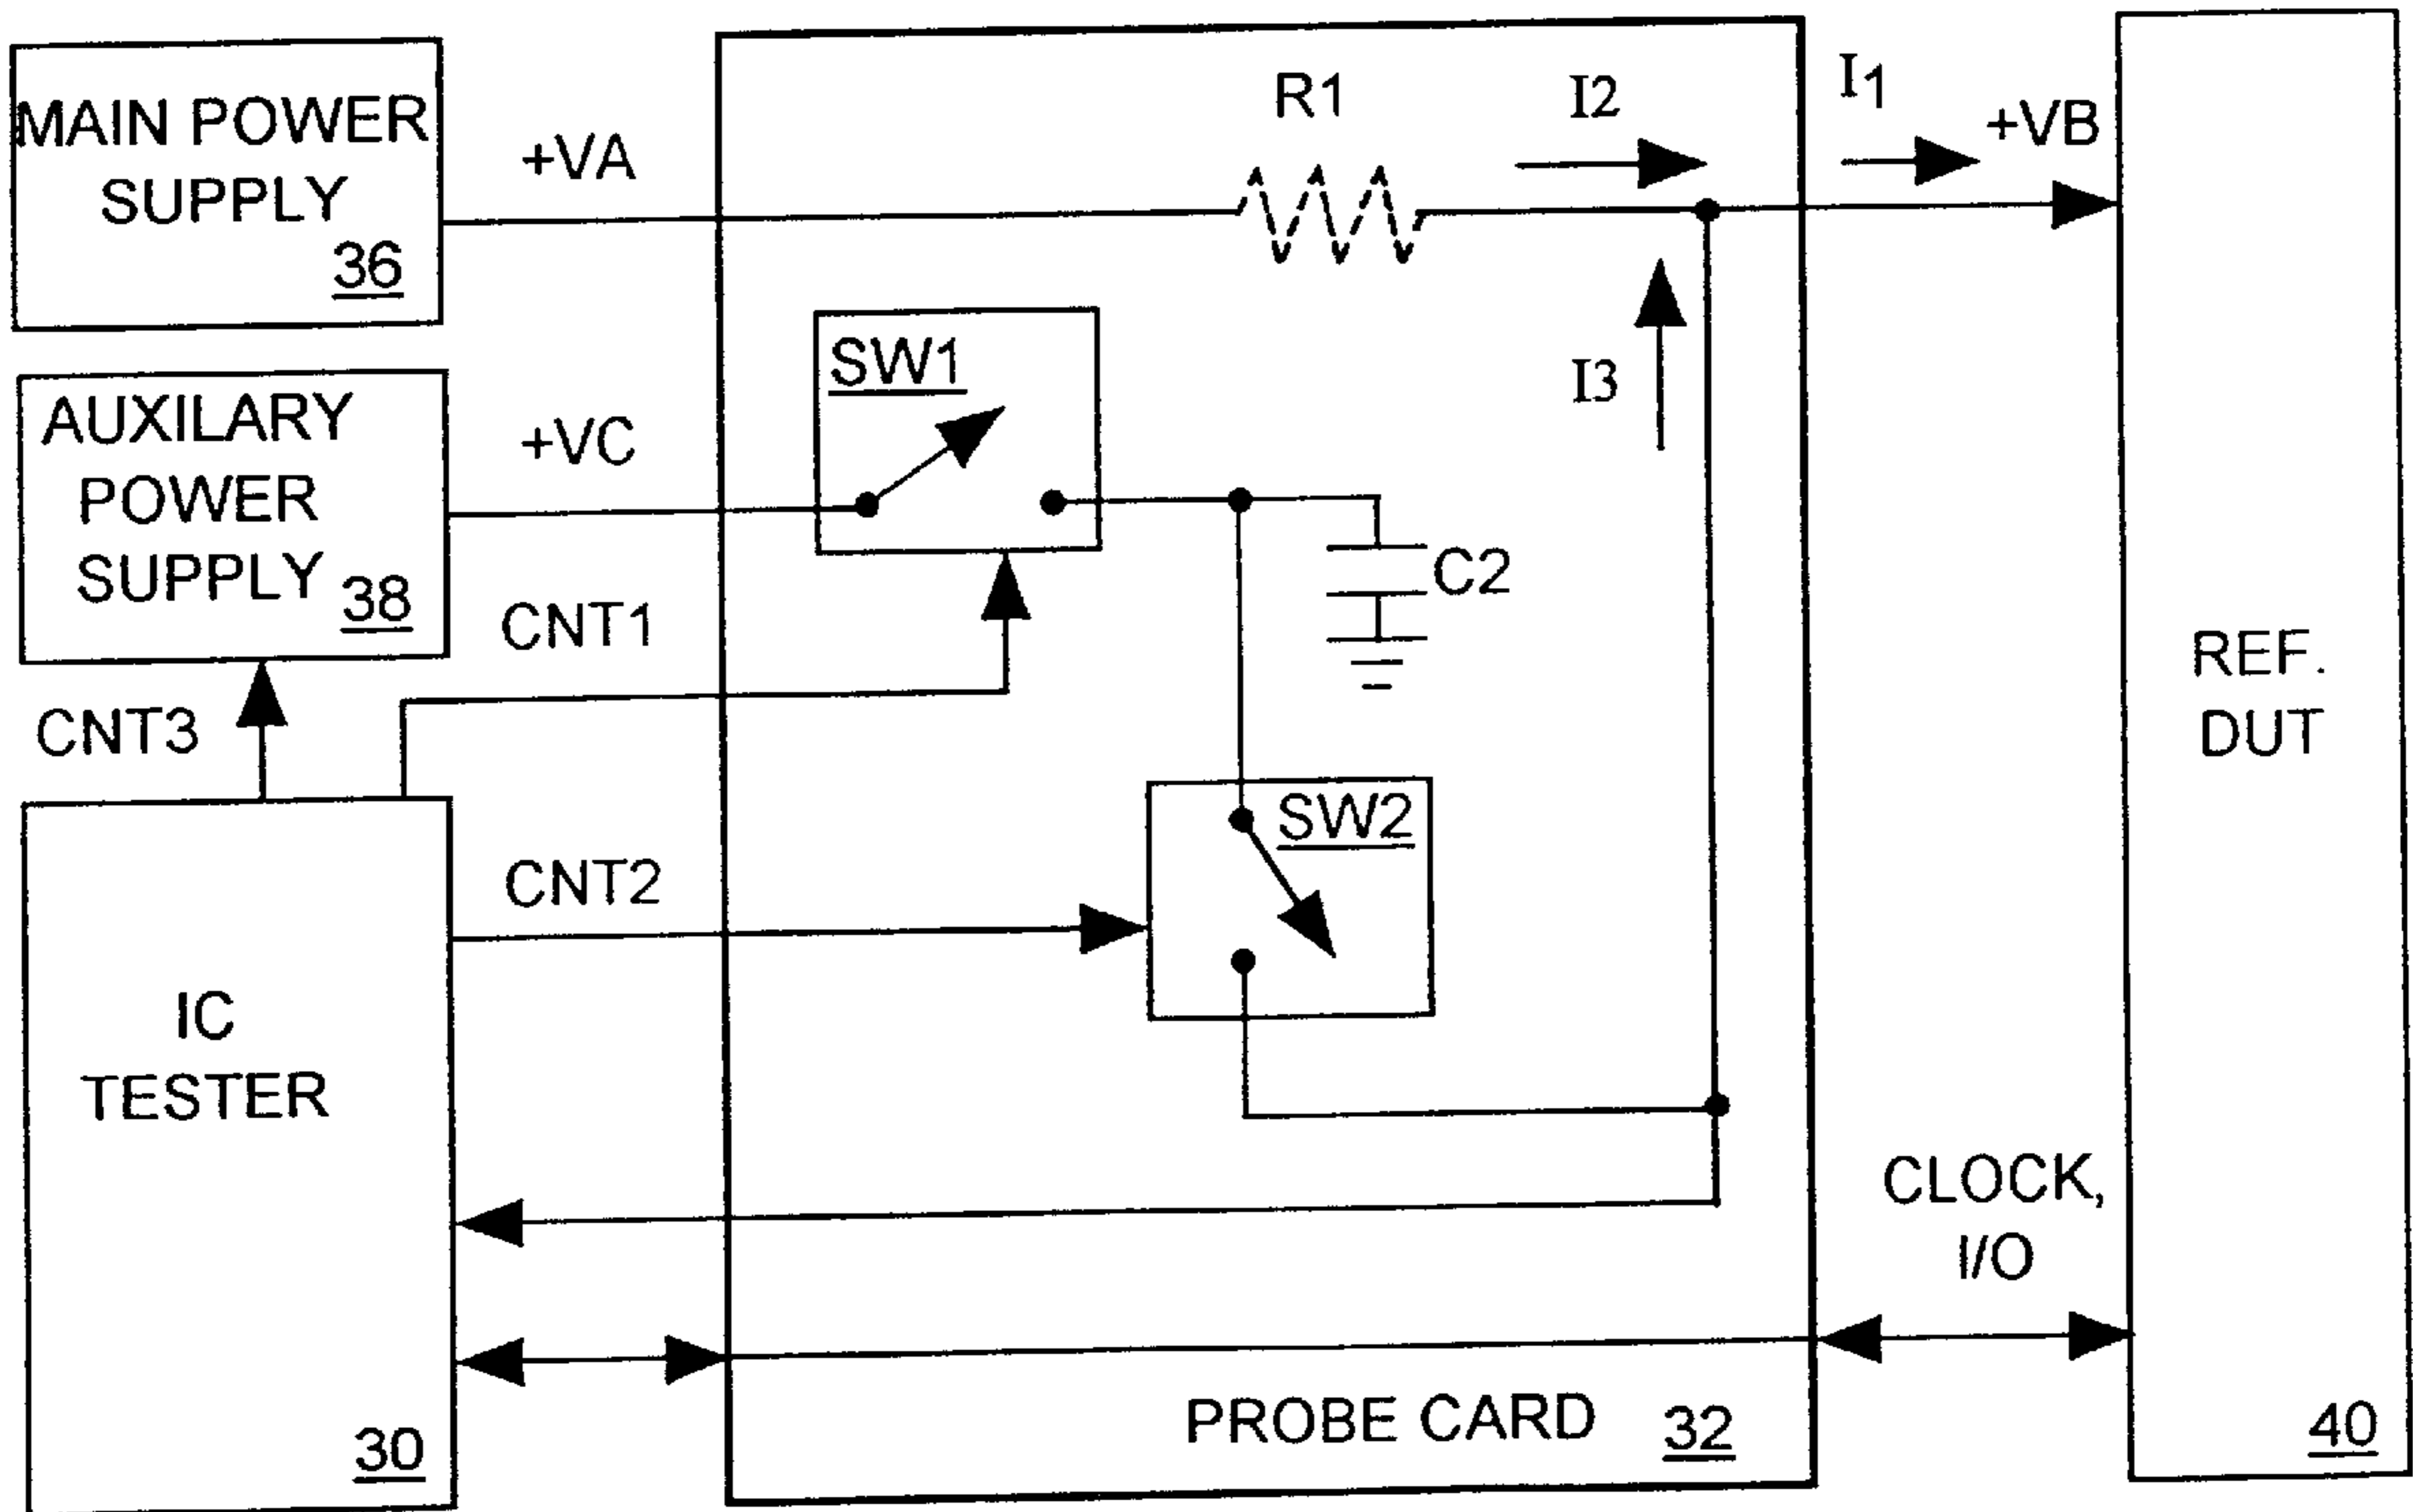 MAIN POWER
SUPPLY
36
+VA
R1
I2
I1
+VB
AUXILARY
POWER
SUPPLY
38
+VC
SW1
I3
C2
CNT1
CNT3
REF.
DUT
SW2
CNT2
IC
TESTER
30
CLOCK,
I/O
PROBE CARD
32
40